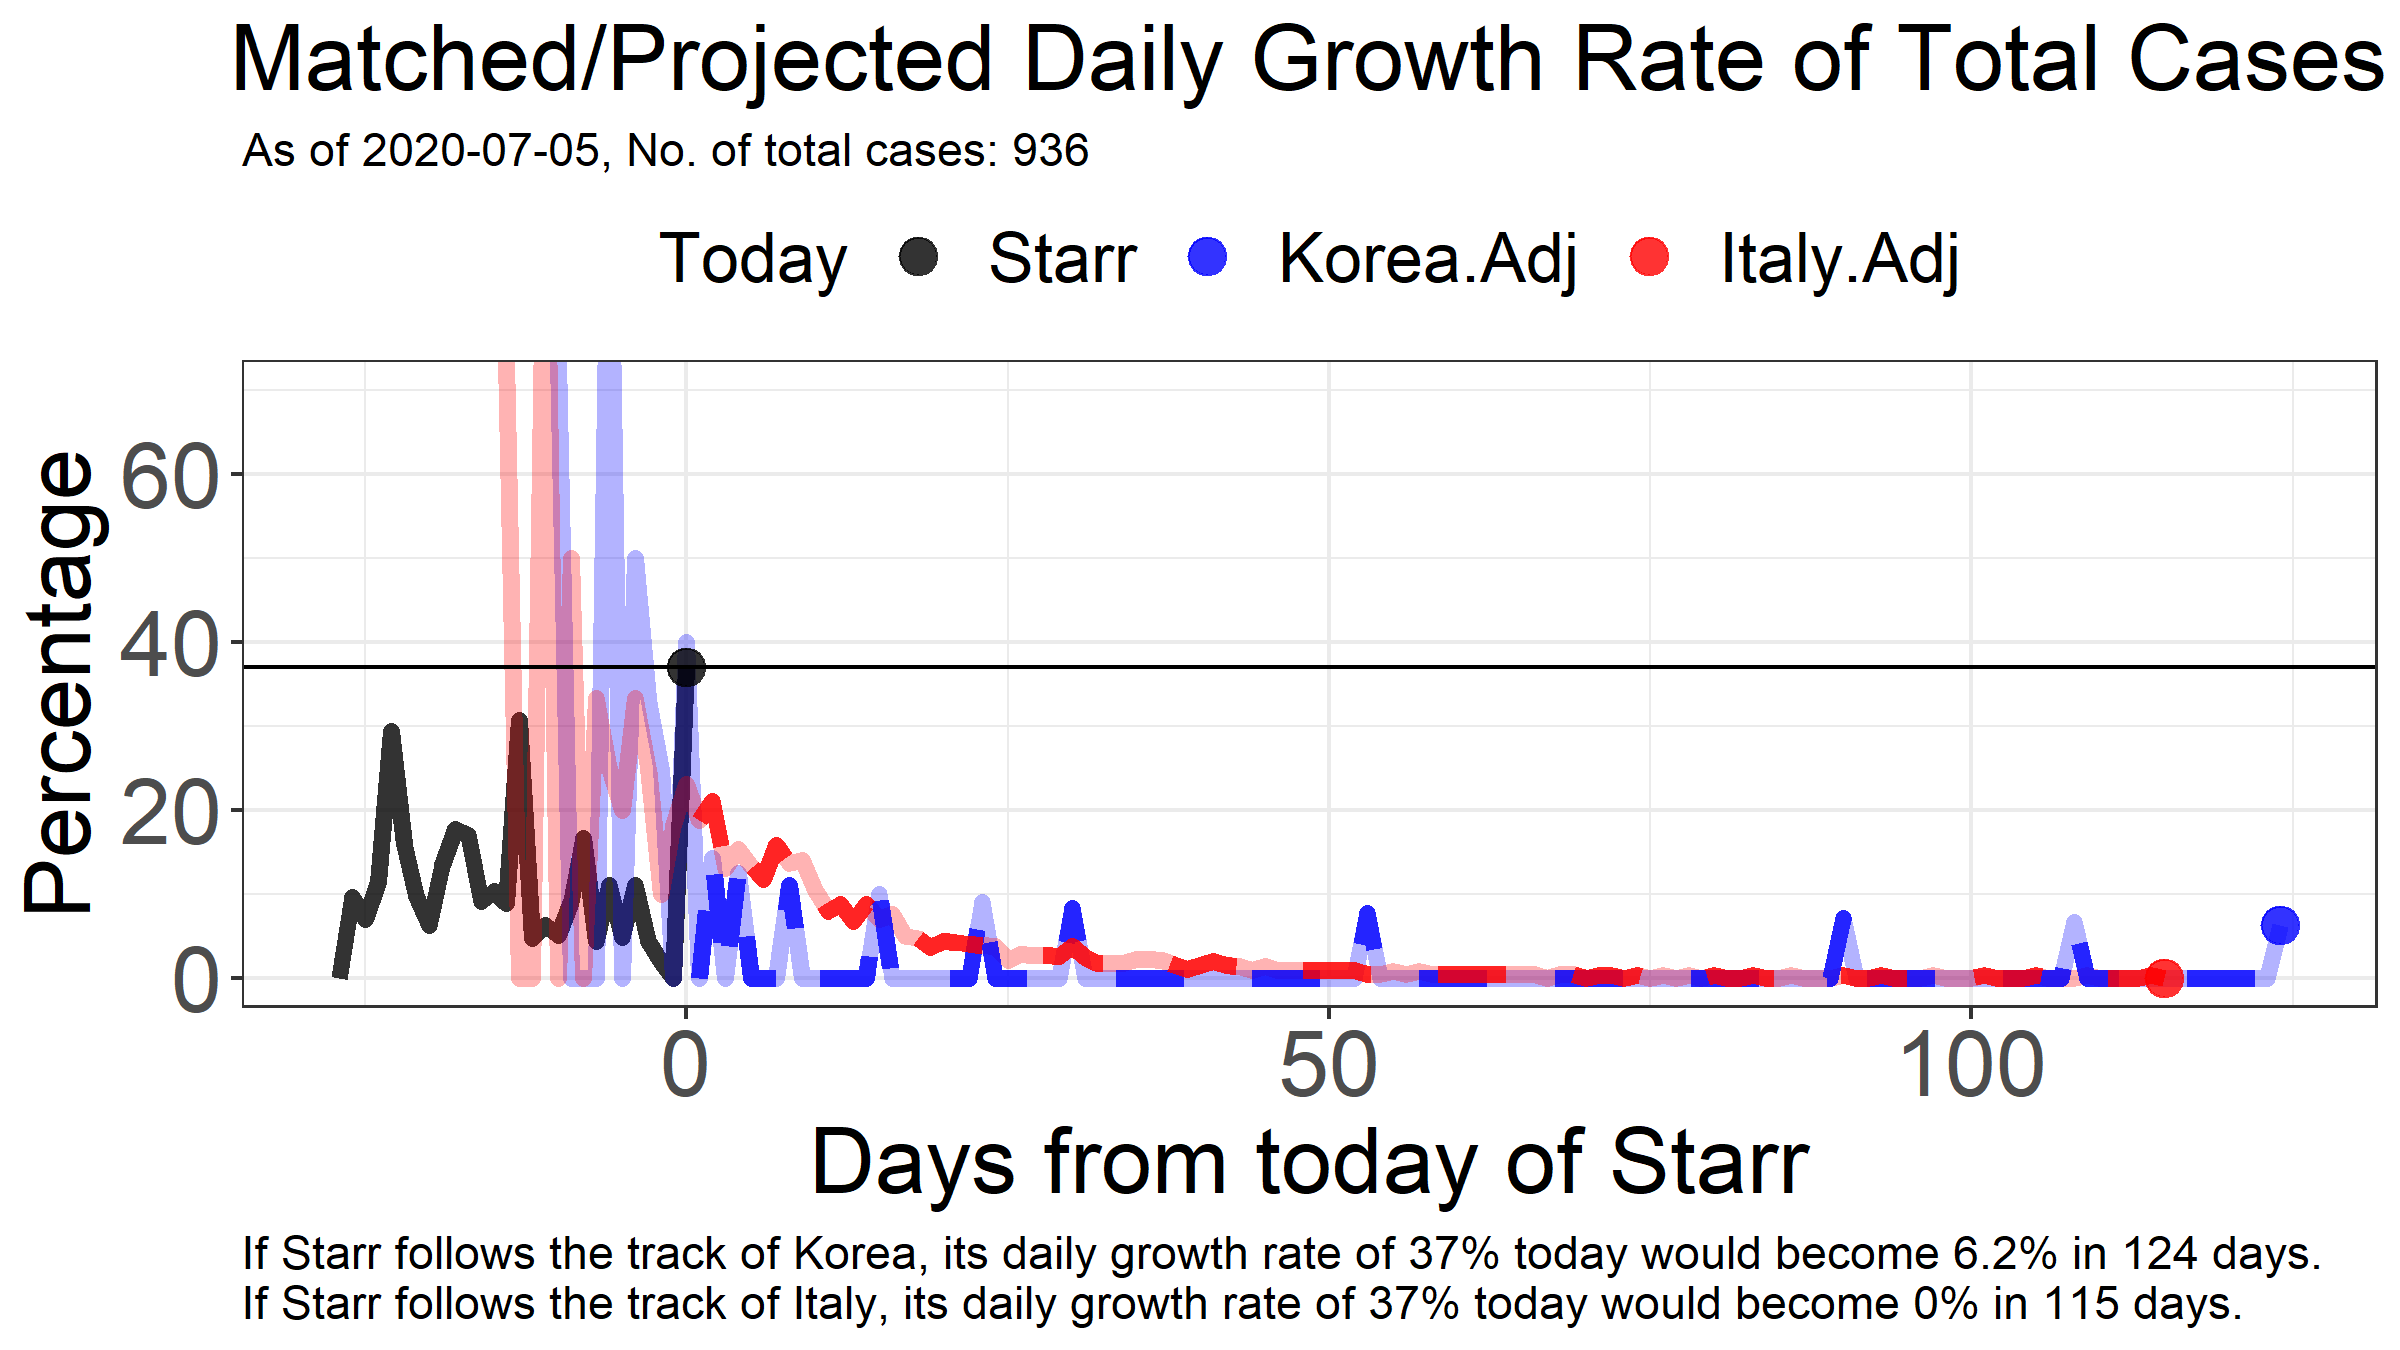 Matched/Projected Daily Growth Rate of Total Cases
As of 2020-07-05, No. of total cases: 936
Today Starr Korea.Adj Italy.Adj
Percentage
60
40
20
0
0 50 100
Days from today of Starr
If Starr follows the track of Korea, its daily growth rate of 37% today would become 6.2% in 124 days.
If Starr follows the track of Italy, its daily growth rate of 37% today would become 0% in 115 days.